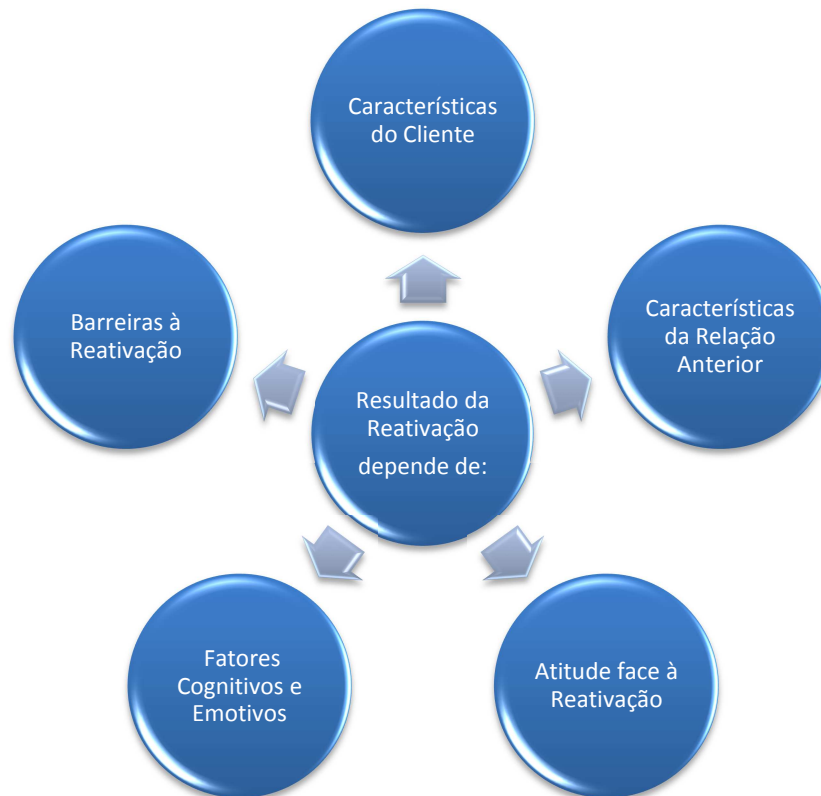 Características
do Cliente
Barreiras à
Reativação
Características
da Relação
Anterior
Resultado da
Reativação
depende de:
Fatores
Cognitivos e
Emotivos
Atitude face à
Reativação